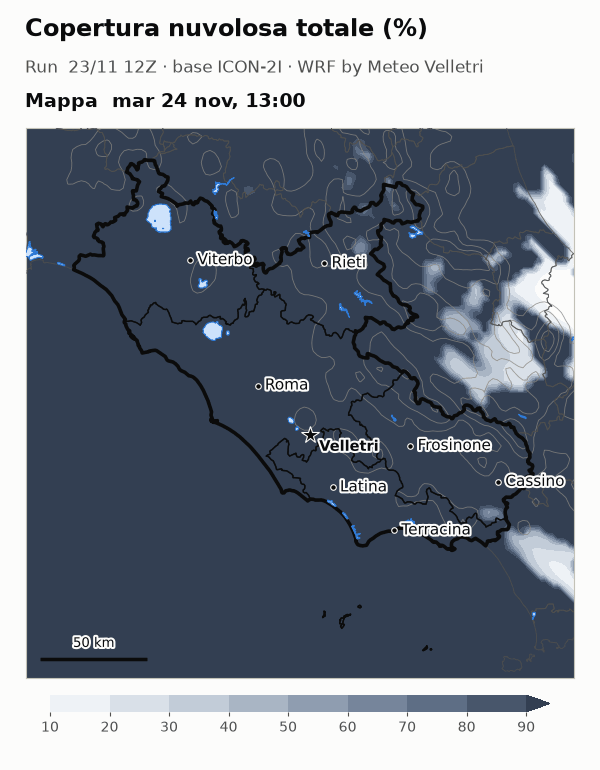 Copertura nuvolosa totale (%)
Run 23/11 12Z · base ICON-2I · WRF by Meteo Velletri
Mappa mar 24 nov, 13:00
Viterbo
Rieti
Roma
Velletri
Frosinone
Latina
Cassino
Terracina
50 km
10 20 30 40 50 60 70 80 90